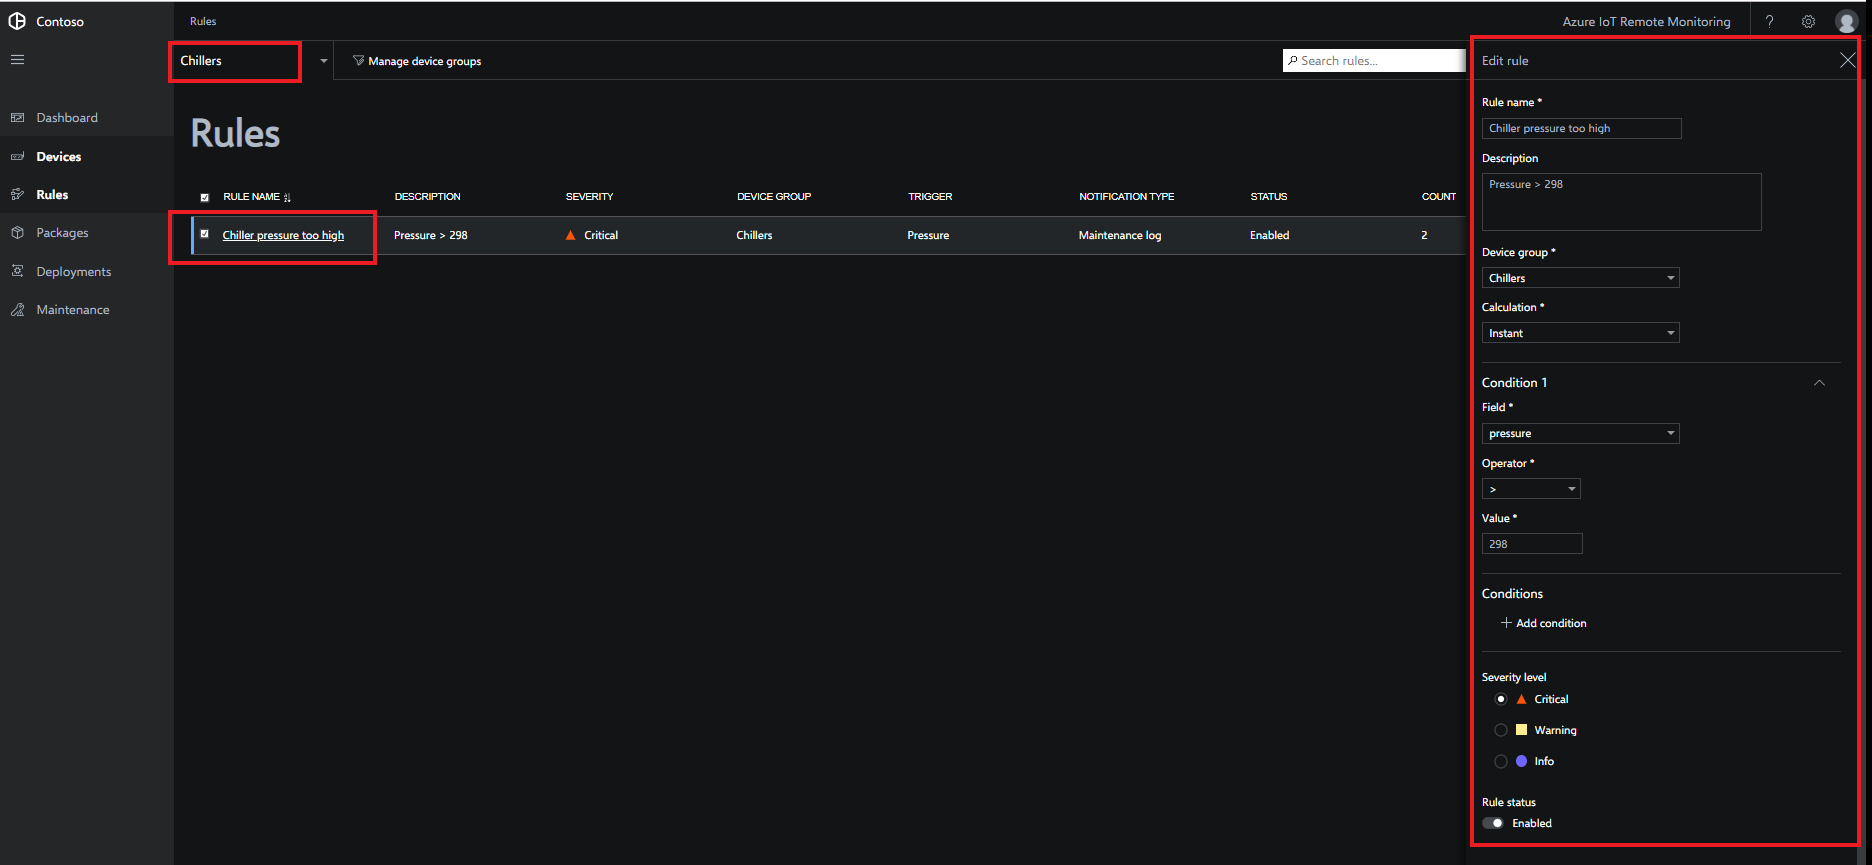 Contoso
Rules
Azure IoT Remote Monitoring
?
Chillers
Manage device groups
Search rules...
Dashboard
Devices
Rules
Packages
Deployments
Maintenance
Rules
RULE NAME DESCRIPTION SEVERITY DEVICE GROUP TRIGGER NOTIFICATION TYPE STATUS COUNT
Chiller pressure too high Pressure > 298 Critical Chillers Pressure Maintenance log Enabled 2
Edit rule
Rule name *
Chiller pressure too high
Description
Pressure > 298
Device group *
Chillers
Calculation *
Instant
Condition 1
Field *
pressure
Operator *
>
Value *
298
Conditions
+ Add condition
Severity level
Critical
Warning
Info
Rule status
Enabled